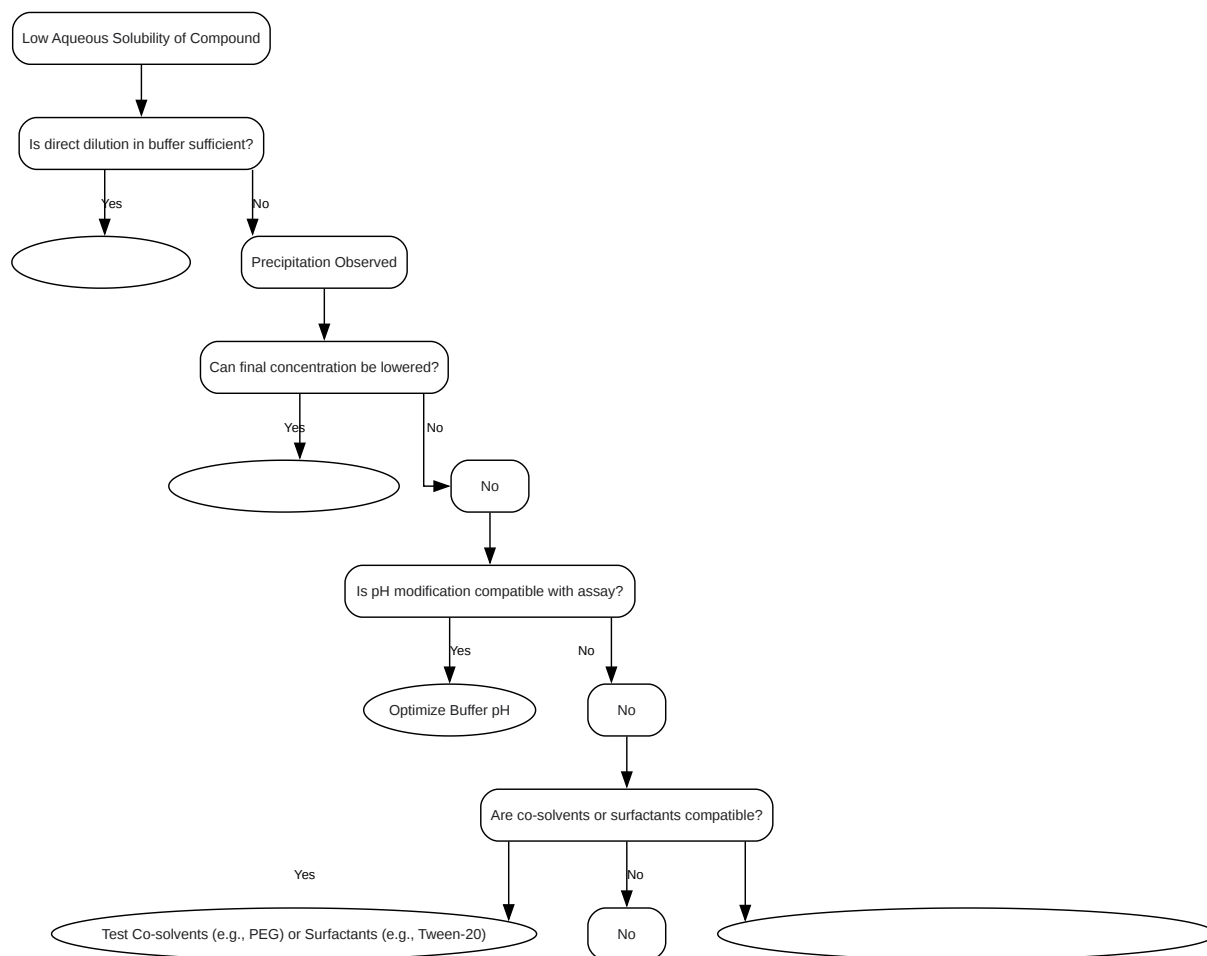 Low Aqueous Solubility of Compound
Is direct dilution in buffer sufficient?
Yes
No
Precipitation Observed
Can final concentration be lowered?
Yes
No
No
Is pH modification compatible with assay?
Yes
No
Optimize Buffer pH
No
Are co-solvents or surfactants compatible?
Yes
No
Test Co-solvents (e.g., PEG) or Surfactants (e.g., Tween-20)
No